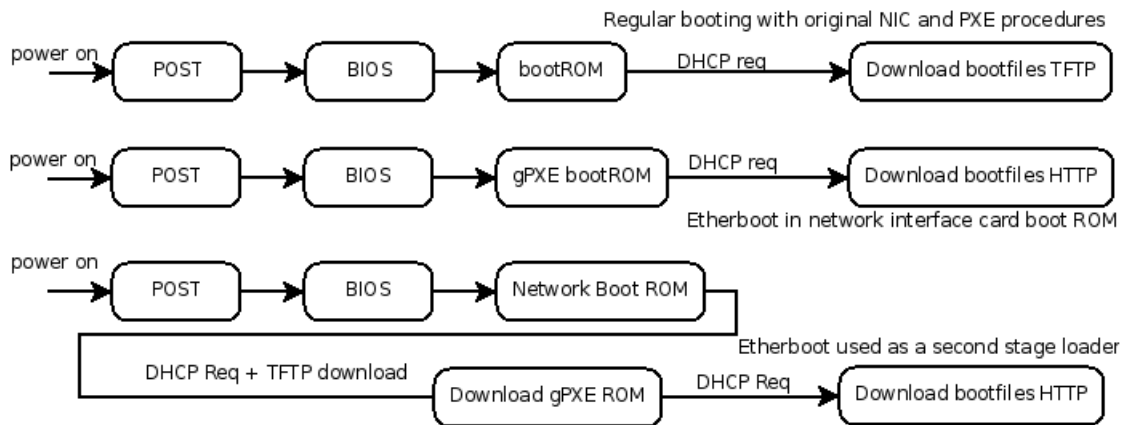 Regular booting with original NIC and PXE procedures
power on
POST
BIOS
bootROM
DHCP req
Download bootfiles TFTP
power on
POST
BIOS
gPXE bootROM
DHCP req
Download bootfiles HTTP
Etherboot in network interface card boot ROM
power on
POST
BIOS
Network Boot ROM
Etherboot used as a second stage loader
DHCP Req + TFTP download
Download gPXE ROM
DHCP Req
Download bootfiles HTTP